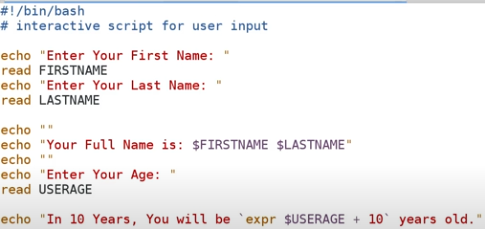 #!/bin/bash
# interactive script for user input
echo "Enter Your First Name: "
read FIRSTNAME
echo "Enter Your Last Name: "
read LASTNAME
echo ""
echo "Your Full Name is: $FIRSTNAME $LASTNAME"
echo ""
echo "Enter Your Age: "
read USERAGE
echo "In 10 Years, You will be `expr $USERAGE + 10` years old."